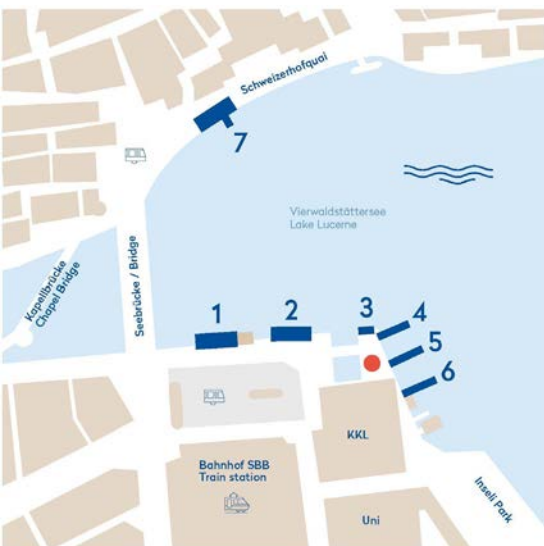 Schweizerhofquai
7
Vierwaldstättersee
Lake Lucerne
Kapellbrücke
Chapel Bridge
Seebrücke / Bridge
1
2
3
4
5
6
KKL
Bahnhof SBB
Train station
Uni
Inseli Park